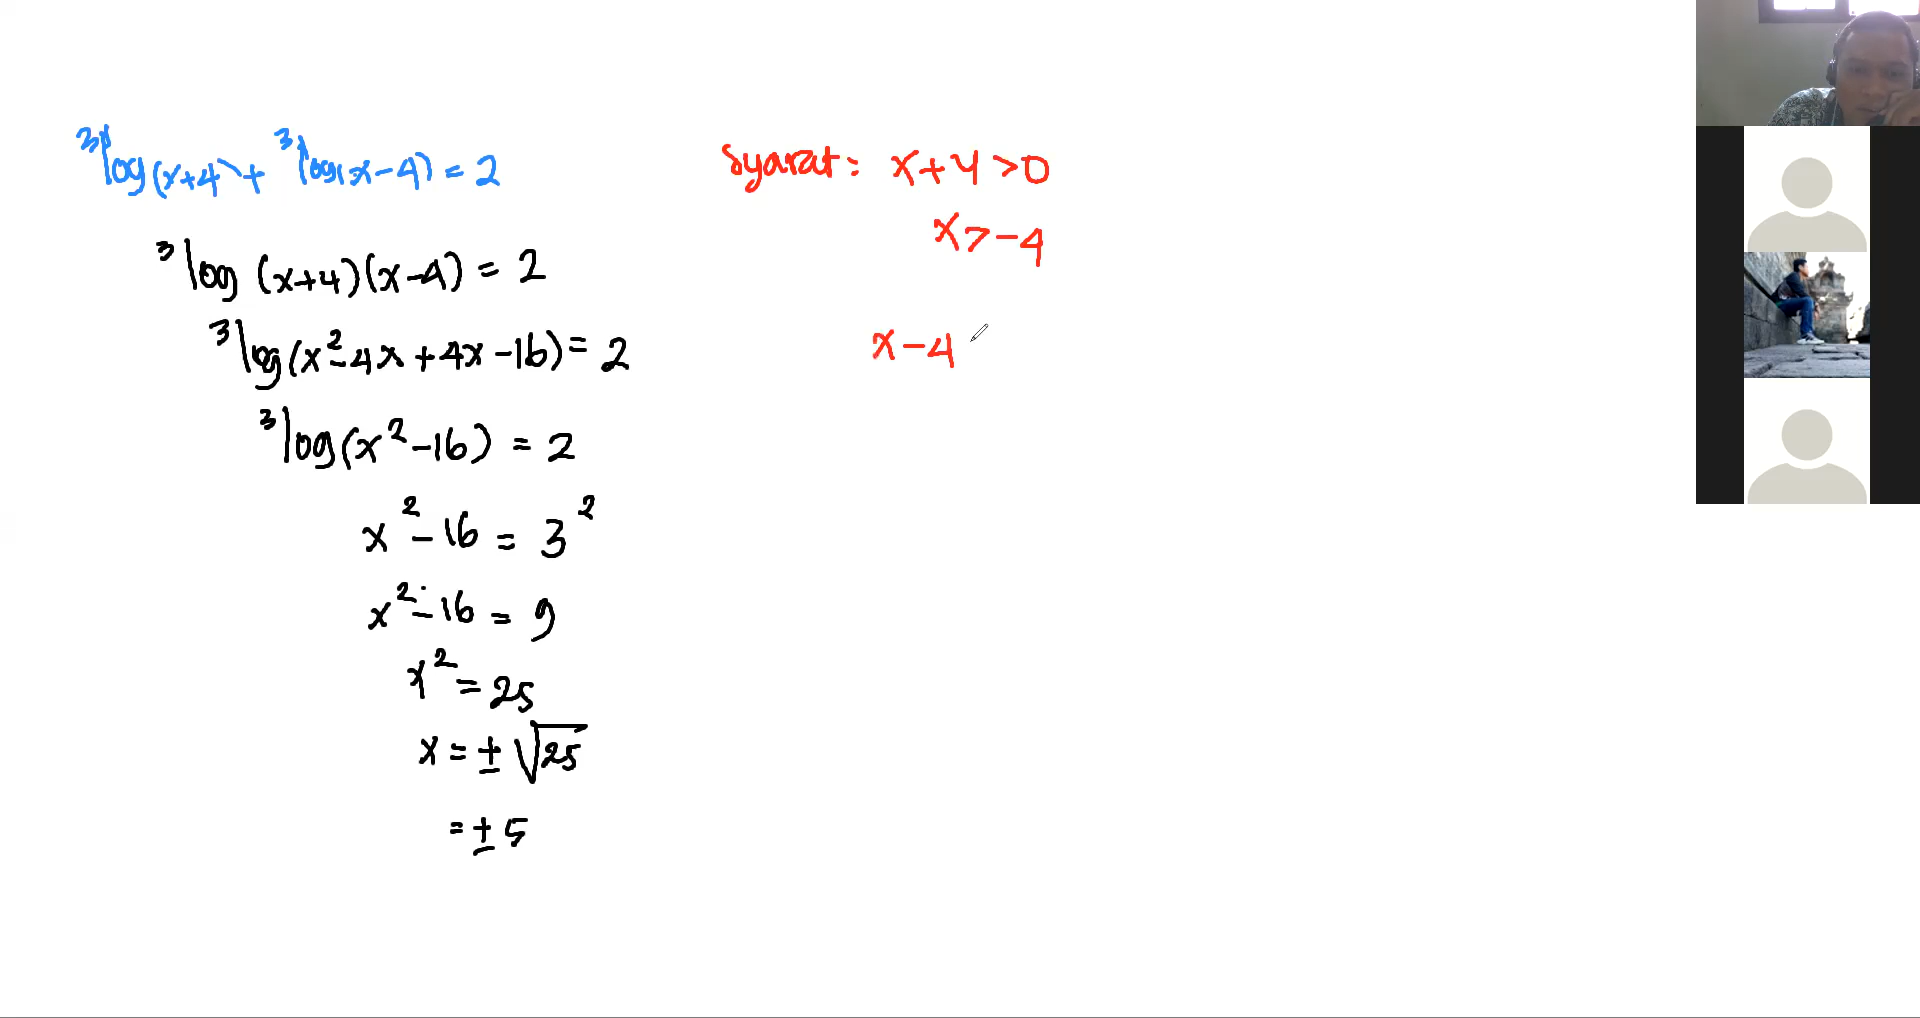 ³log(x+4) + ³log(x-4) = 2
³log (x+4)(x-4) = 2
³log(x²-4x+4x-16) = 2
³log(x²-16) = 2
x²-16 = 3²
x²-16 = 9
x² = 25
x = ± √25
= ± 5
Syarat: x+4 >0
x > -4
x-4